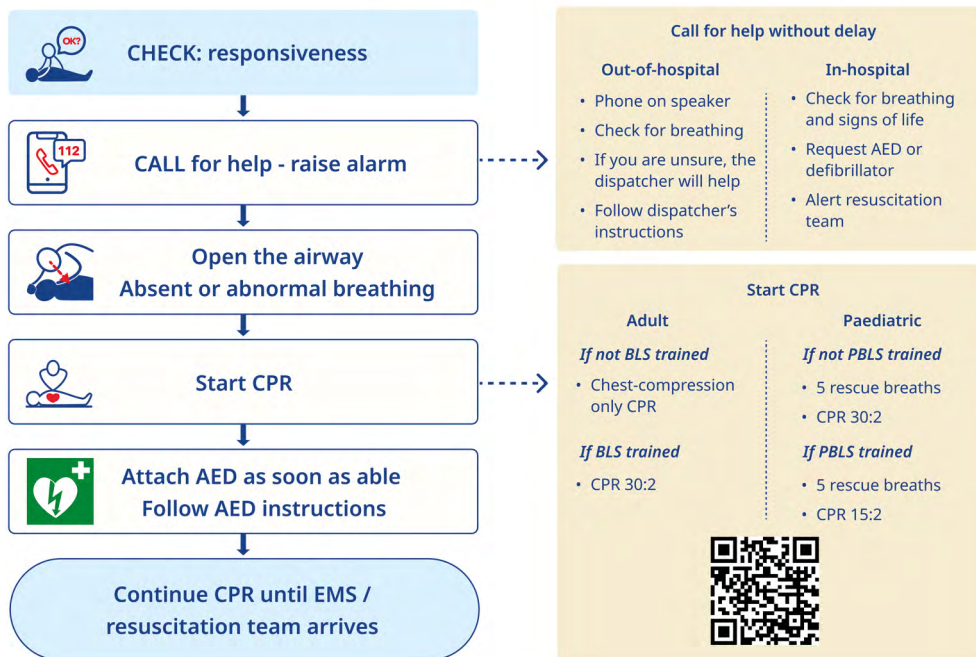 OK?
CHECK: responsiveness
112
CALL for help - raise alarm
Open the airway
Absent or abnormal breathing
Start CPR
Attach AED as soon as able
Follow AED instructions
Continue CPR until EMS /
resuscitation team arrives
Call for help without delay
Out-of-hospital
• Phone on speaker
• Check for breathing
• If you are unsure, the
dispatcher will help
• Follow dispatcher’s
instructions
In-hospital
• Check for breathing
and signs of life
• Request AED or
defibrillator
• Alert resuscitation
team
Start CPR
Adult
If not BLS trained
• Chest-compression
only CPR
If BLS trained
• CPR 30:2
Paediatric
If not PBLS trained
• 5 rescue breaths
• CPR 30:2
If PBLS trained
• 5 rescue breaths
• CPR 15:2